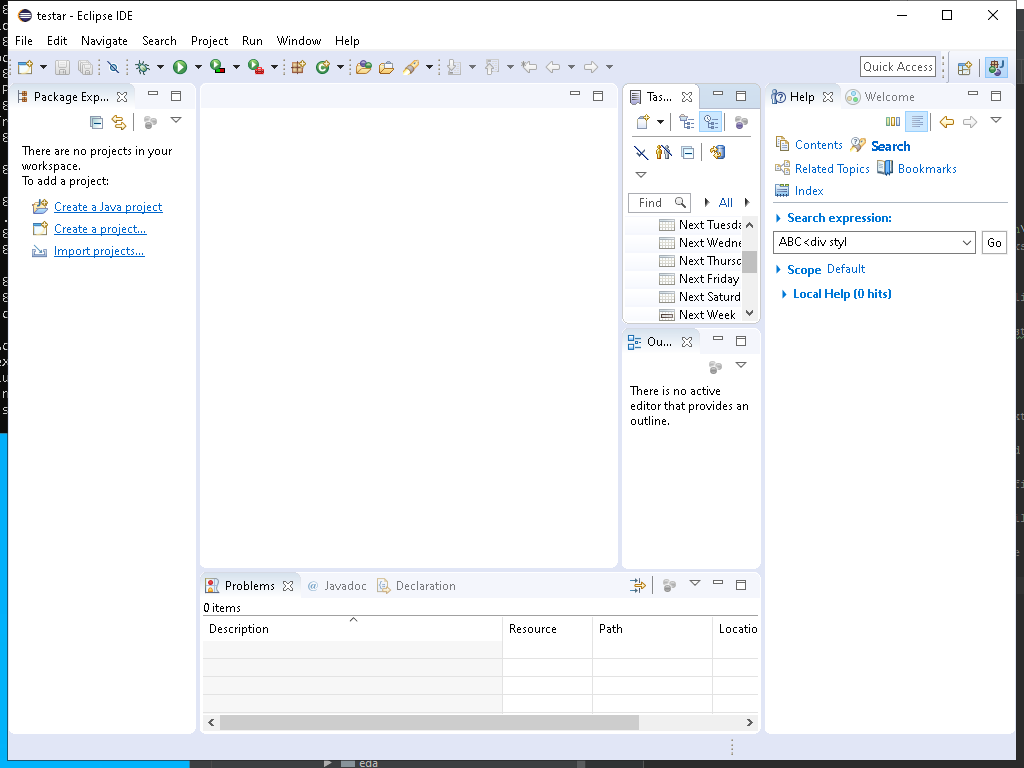 testar - Eclipse IDE
File Edit Navigate Search Project Run Window Help
Quick Access
Package Exp...
There are no projects in your
workspace.
To add a project:
Create a Java project
Create a project...
Import projects...
Tas...
Find
All
Next Tuesda
Next Wedne
Next Thursd
Next Friday
Next Saturd
Next Week
Ou...
There is no active
editor that provides an
outline.
Help Welcome
Contents Search
Related Topics Bookmarks
Index
Search expression:
ABC <div styl
Go
Scope Default
Local Help (0 hits)
Problems Javadoc Declaration
0 items
Description Resource Path Locatio
eda